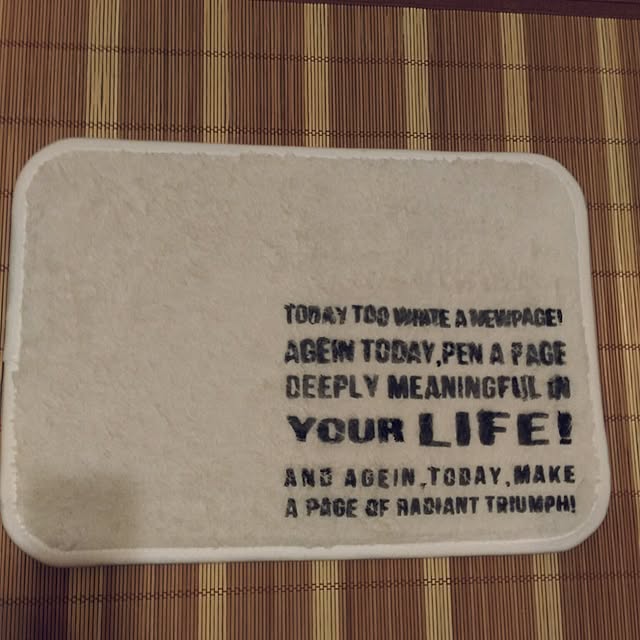 TODAY TOO WHITE A NEWPAGE!
AGEIN TODAY,PEN A PAGE
DEEPLY MEANINGFUL IN
YOUR LIFE!
AND AGEIN,TODAY,MAKE
A PAGE OF RADIANT TRIUMPH!